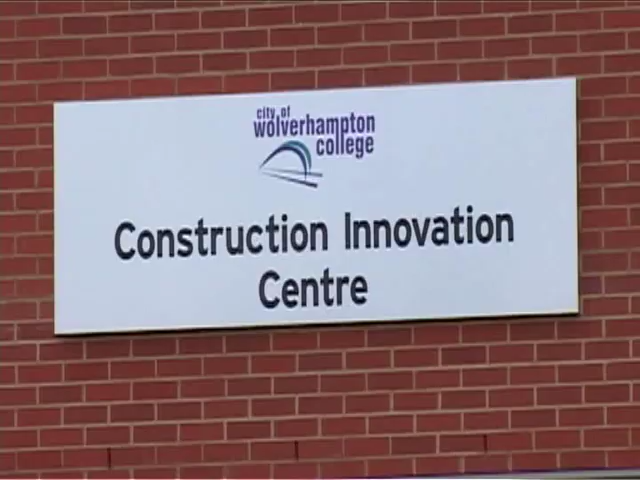 city of
wolverhampton
college
Construction Innovation
Centre